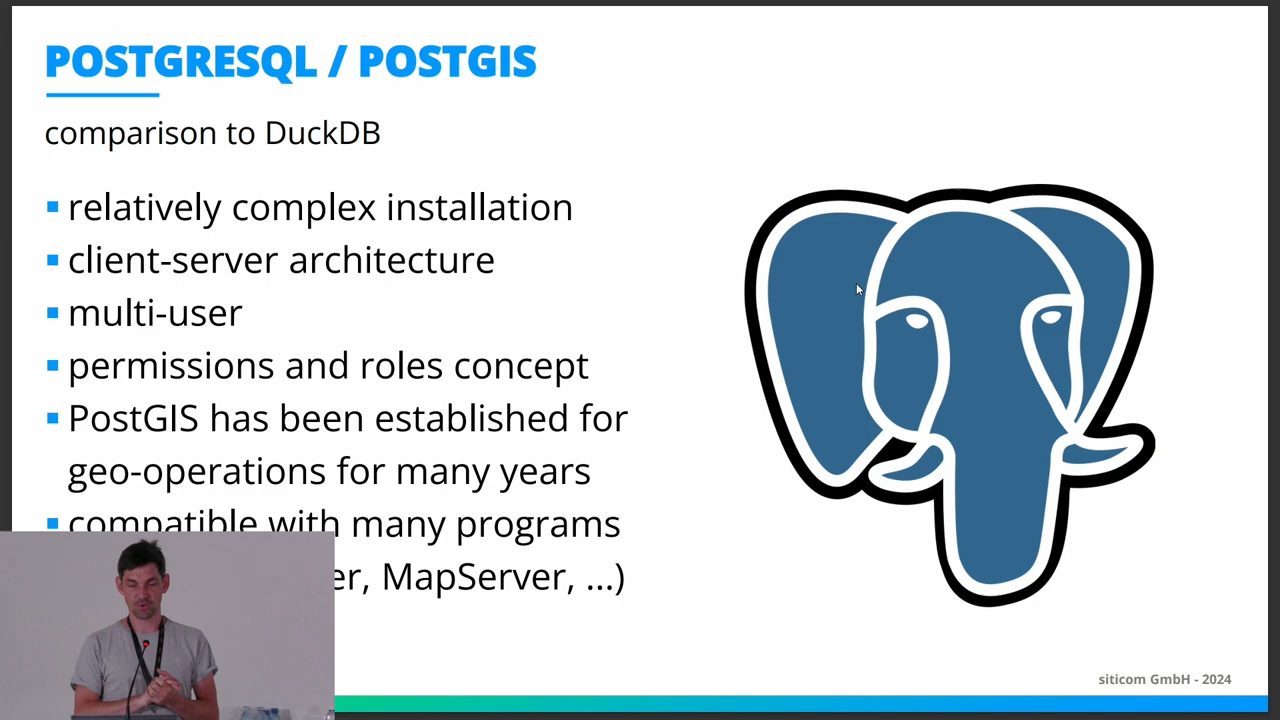 POSTGRESQL / POSTGIS
comparison to DuckDB
relatively complex installation
client-server architecture
multi-user
permissions and roles concept
PostGIS has been established for
geo-operations for many years
compatible with many programs
MapServer, ...)
siticom GmbH - 2024